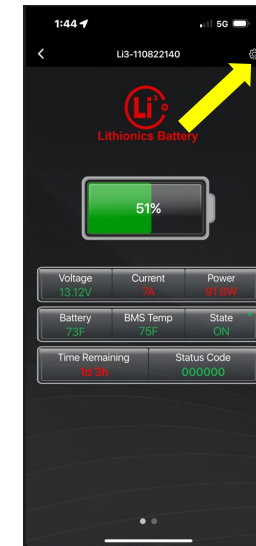 1:44 5G
Li3-110822140
Li3
Lithionics Battery
51%
Voltage Current Power
13.12V 7A 91.8W
Battery BMS Temp State
73F 75F ON
Time Remaining Status Code
1d 3h 000000